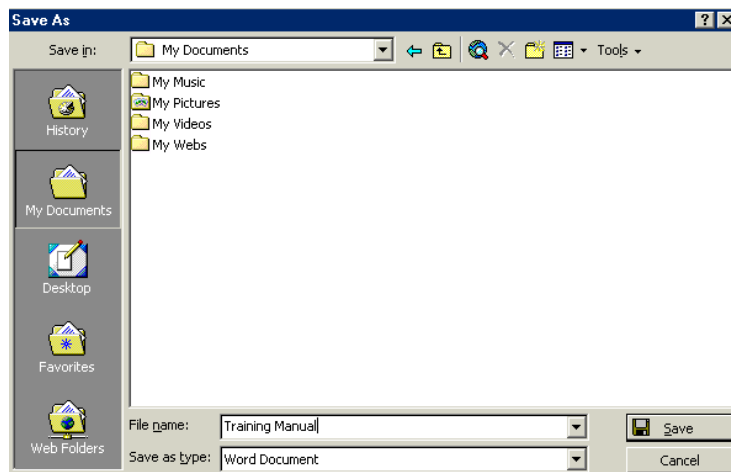 Save As
Save in:
My Documents
Tools
My Music
My Pictures
My Videos
My Webs
History
My Documents
Desktop
Favorites
Web Folders
File name:
Training Manual
Save
Save as type:
Word Document
Cancel